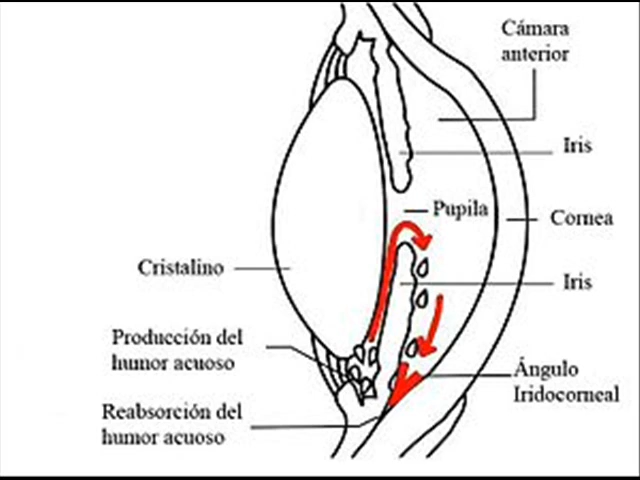 Cámara
anterior
Iris
Pupila
Cornea
Cristalino
Iris
Producción del
humor acuoso
Ángulo
Iridocorneal
Reabsorción del
humor acuoso